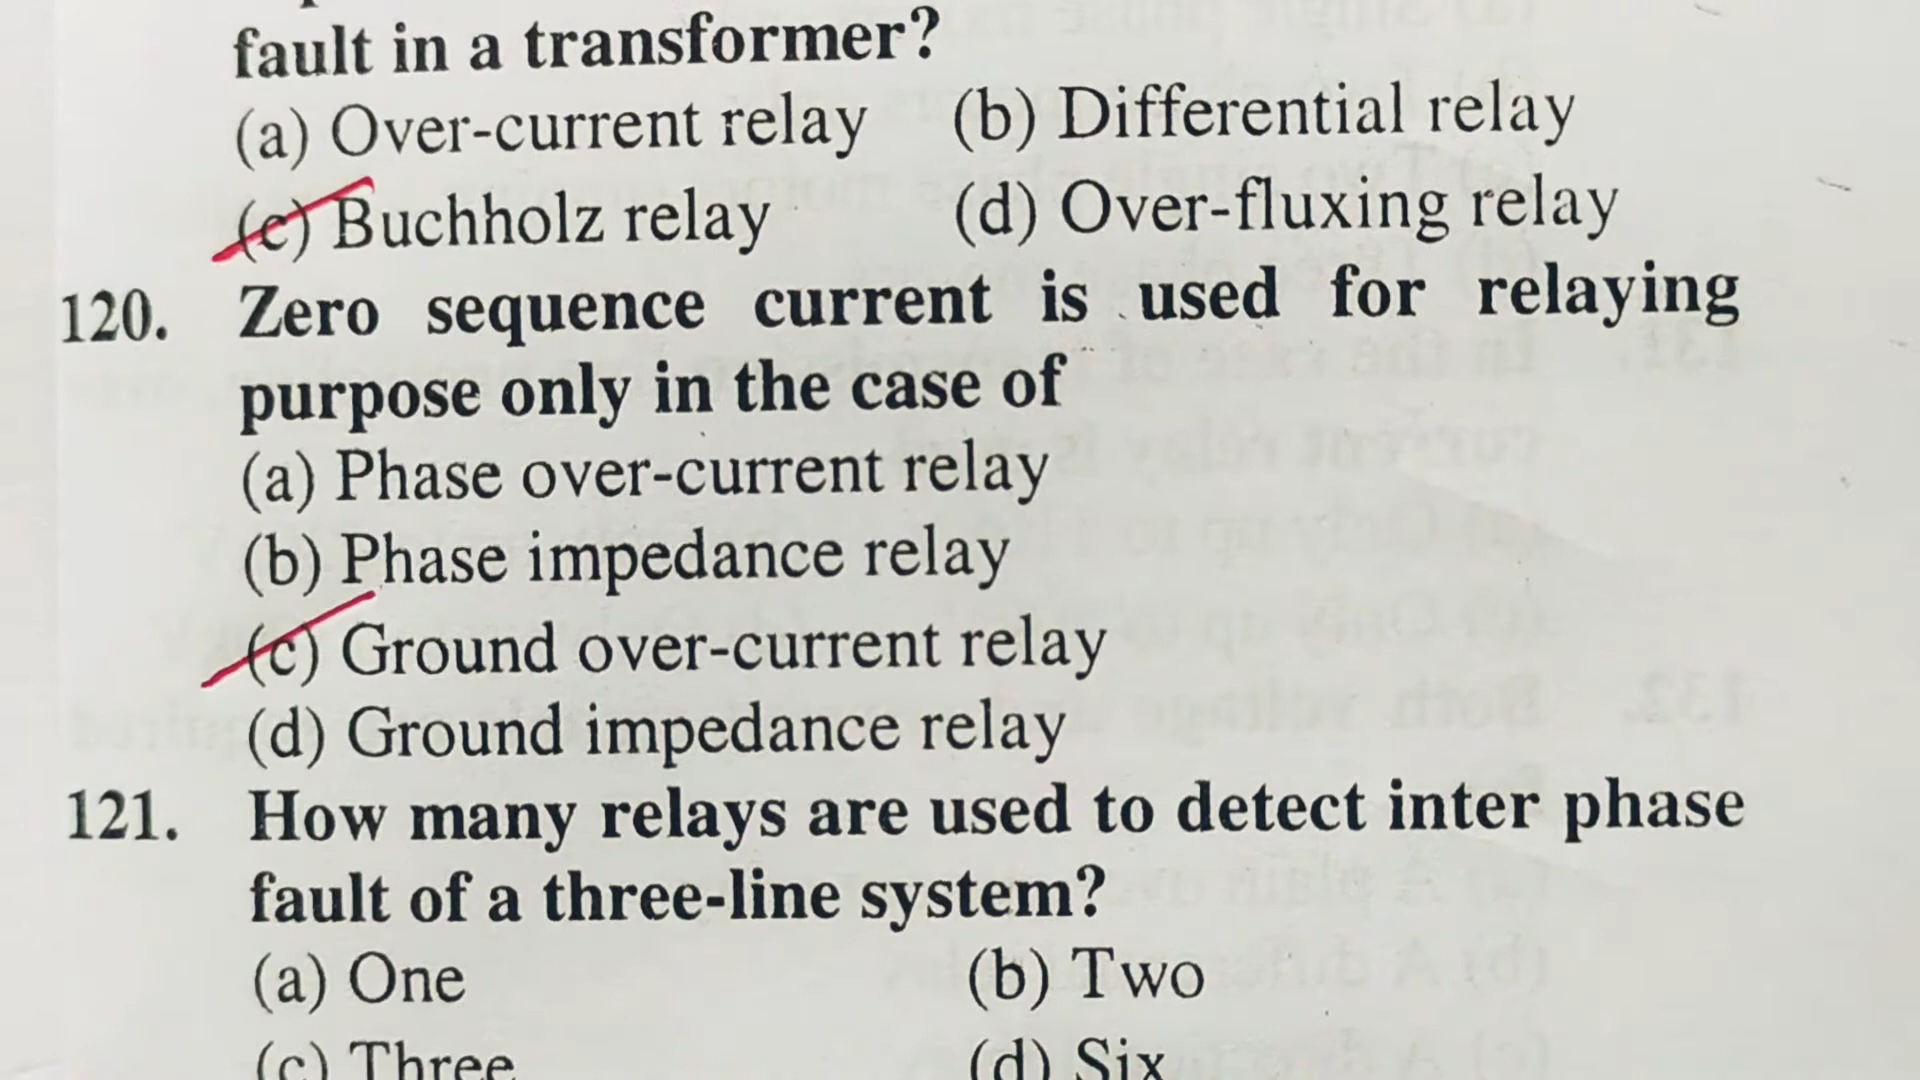 fault in a transformer?
(a) Over-current relay (b) Differential relay
(c) Buchholz relay (d) Over-fluxing relay
120. Zero sequence current is used for relaying
purpose only in the case of
(a) Phase over-current relay
(b) Phase impedance relay
(c) Ground over-current relay
(d) Ground impedance relay
121. How many relays are used to detect inter phase
fault of a three-line system?
(a) One (b) Two
(c) Three (d) Six